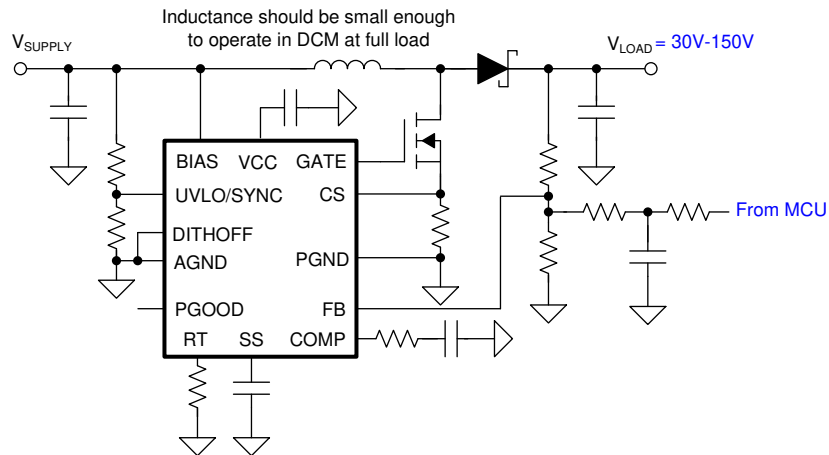 Inductance should be small enough
to operate in DCM at full load
VSUPPLY
VLOAD = 30V-150V
BIAS VCC GATE
UVLO/SYNC CS
DITHOFF
AGND PGND
PGOOD FB
RT SS COMP
From MCU